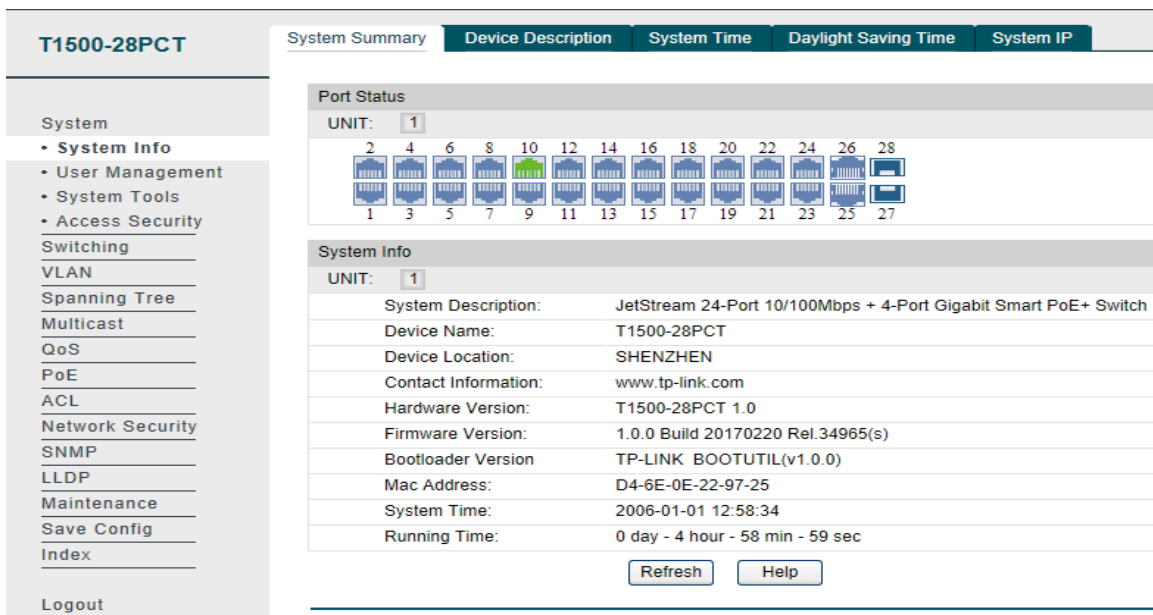 T1500-28PCT
System Summary
Device Description
System Time
Daylight Saving Time
System IP
System
• System Info
• User Management
• System Tools
• Access Security
Switching
VLAN
Spanning Tree
Multicast
QoS
PoE
ACL
Network Security
SNMP
LLDP
Maintenance
Save Config
Index
Logout
Port Status
UNIT: 1
2 4 6 8 10 12 14 16 18 20 22 24 26 28
1 3 5 7 9 11 13 15 17 19 21 23 25 27
System Info
UNIT: 1
System Description: JetStream 24-Port 10/100Mbps + 4-Port Gigabit Smart PoE+ Switch
Device Name: T1500-28PCT
Device Location: SHENZHEN
Contact Information: www.tp-link.com
Hardware Version: T1500-28PCT 1.0
Firmware Version: 1.0.0 Build 20170220 Rel.34965(s)
Bootloader Version TP-LINK BOOTUTIL(v1.0.0)
Mac Address: D4-6E-0E-22-97-25
System Time: 2006-01-01 12:58:34
Running Time: 0 day - 4 hour - 58 min - 59 sec
Refresh Help